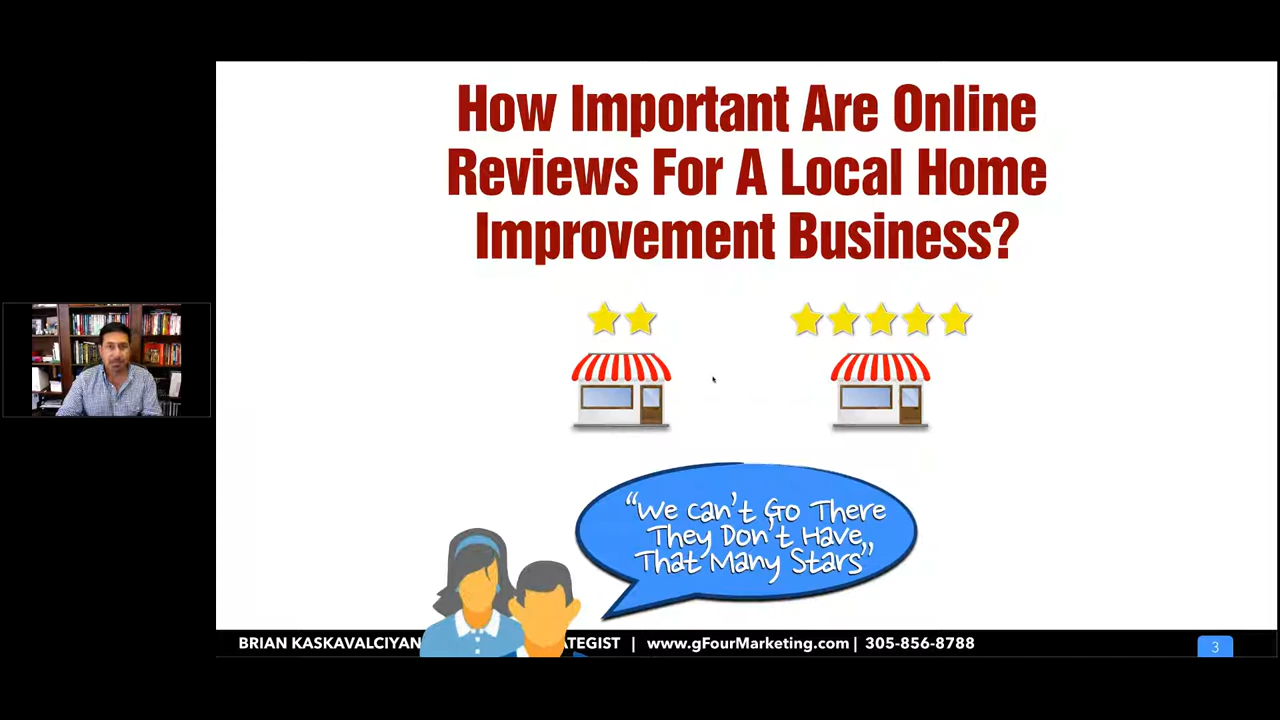 How Important Are Online
Reviews For A Local Home
Improvement Business?
“We can't Go There
They Don't Have
That Many Stars”
BRIAN KASKAVALCIYAN ATEGIST | www.gFourMarketing.com | 305-856-8788
3